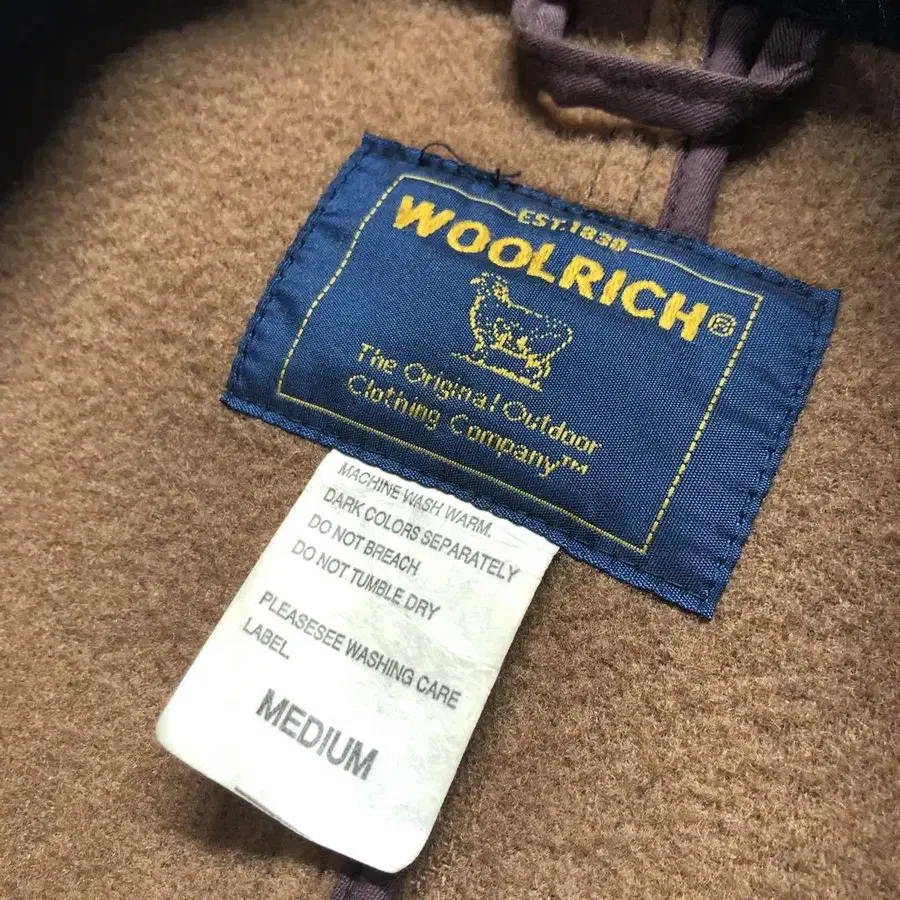 EST. 1830
WOOLRICH®
The Original Outdoor
Clothing Company™
MACHINE WASH WARM.
DARK COLORS SEPARATELY
DO NOT BREACH
DO NOT TUMBLE DRY
PLEASESEE WASHING CARE
LABEL.
MEDIUM